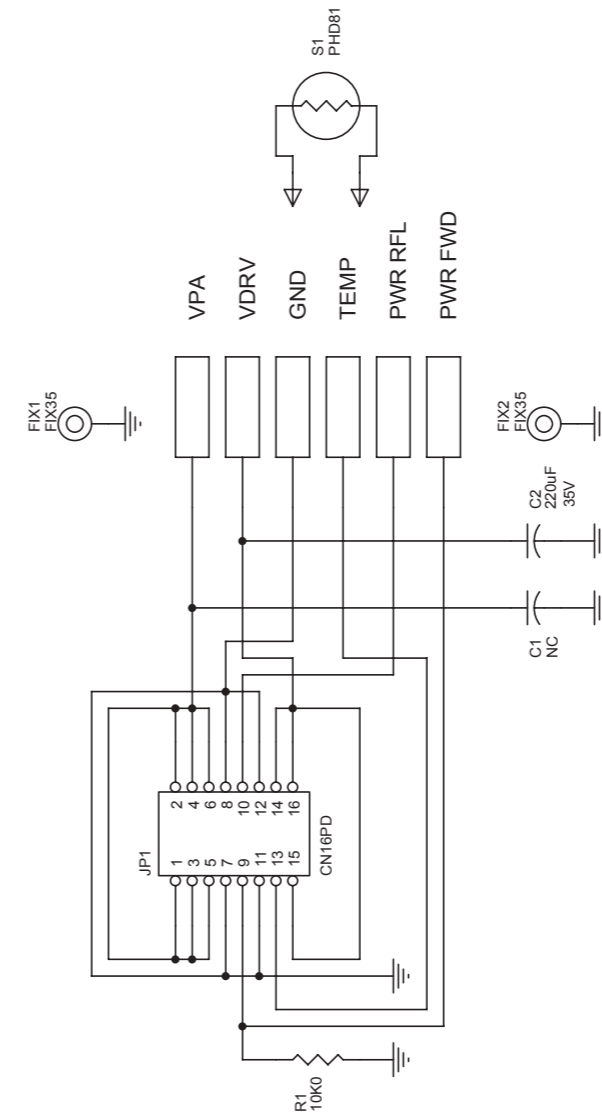 S1
PHD81
VPA
VDRV
GND
TEMP
PWR RFL
PWR FWD
FIX1
FIX35
FIX2
FIX35
C2
220uF
35V
C1
NC
JP1
2
4
6
8
10
12
14
16
1
3
5
7
9
11
13
15
CN16PD
R1
10K0